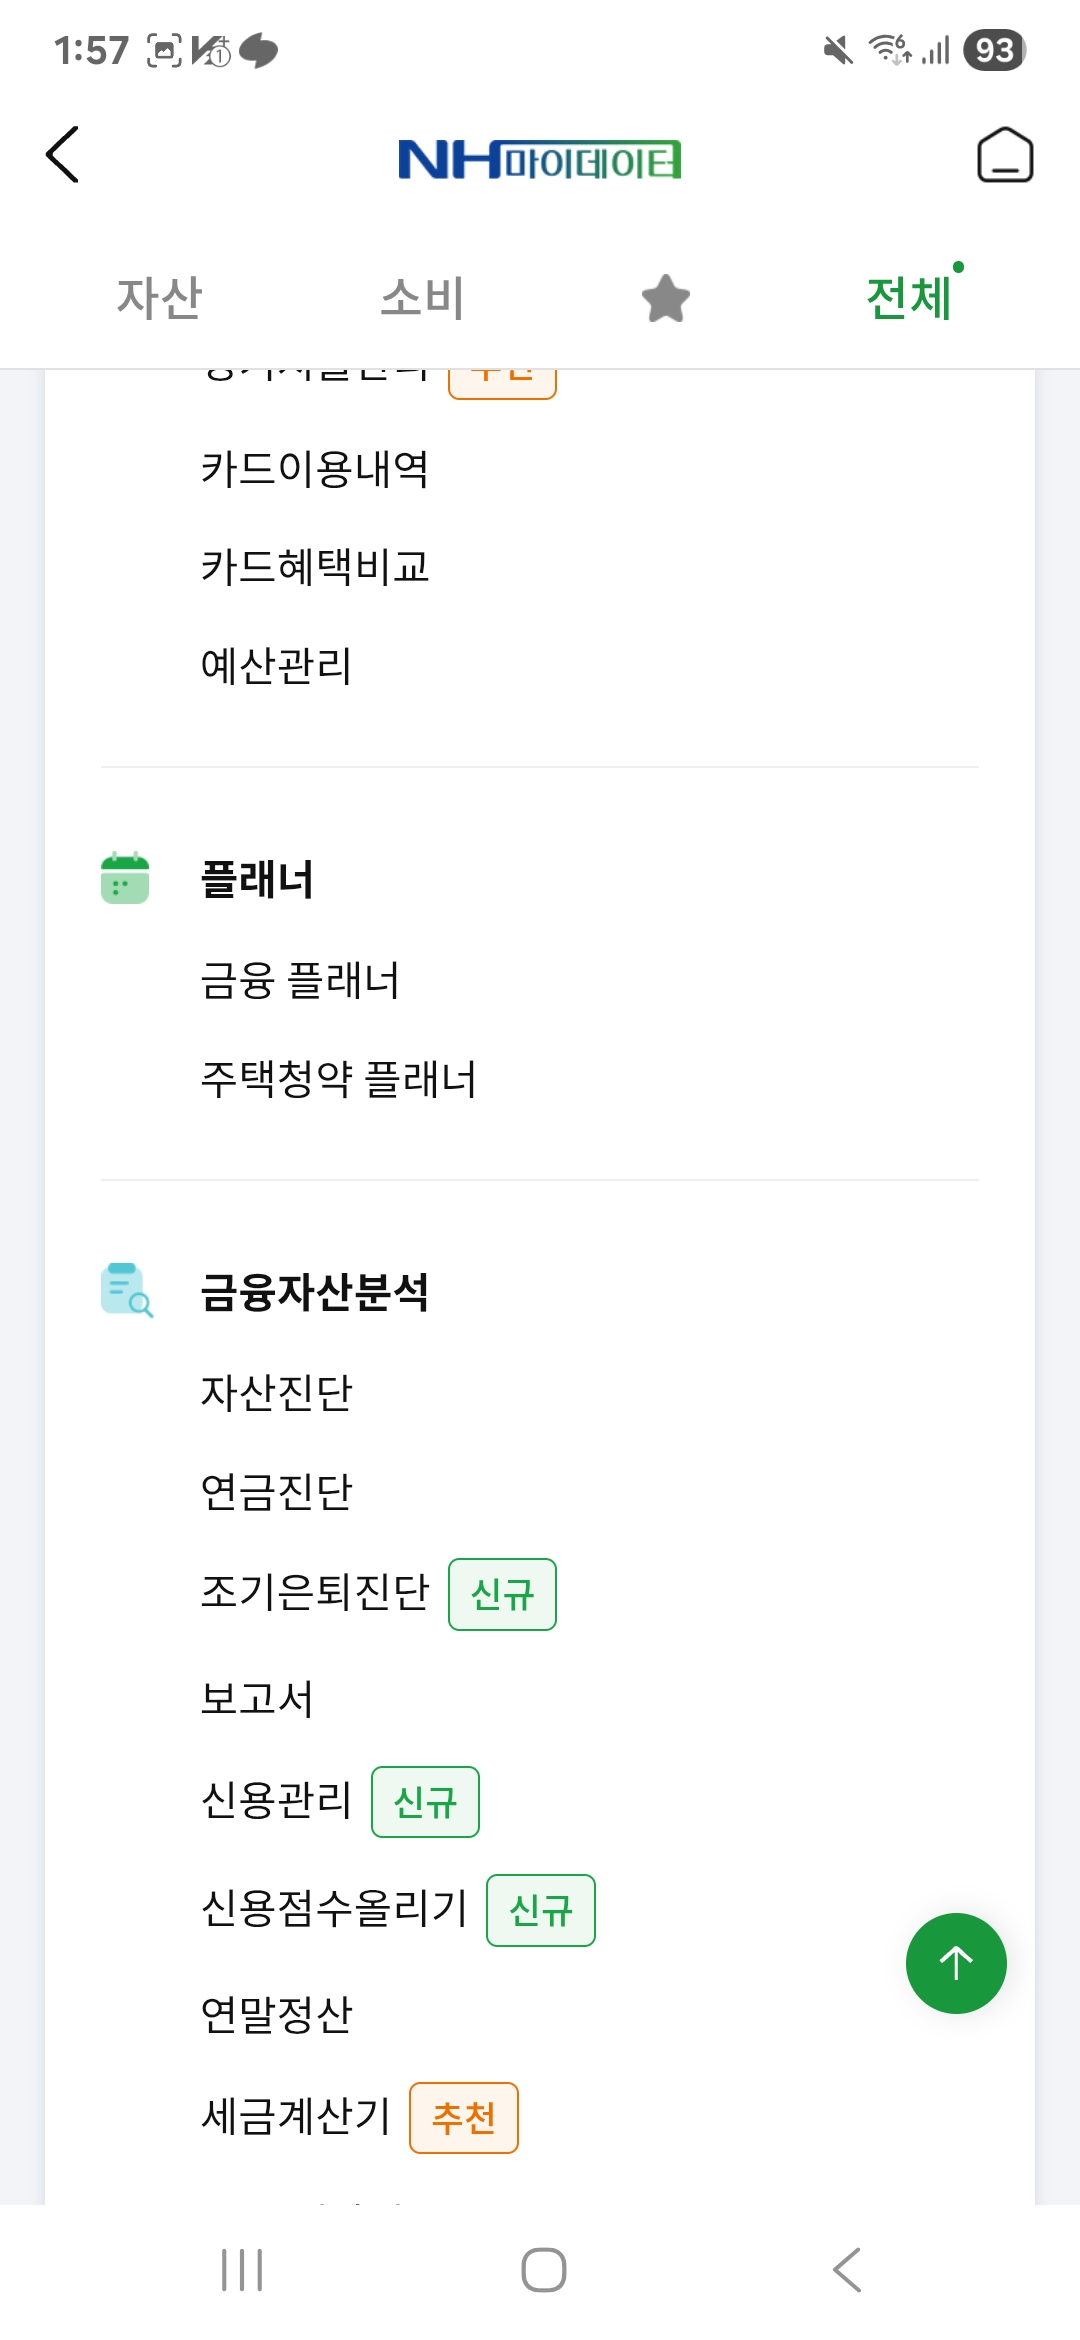 1:57
93
NH마이데이터
자산
소비
전체
카드이용내역
카드혜택비교
예산관리
플래너
금융 플래너
주택청약 플래너
금융자산분석
자산진단
연금진단
조기은퇴진단 신규
보고서
신용관리 신규
신용점수올리기 신규
연말정산
세금계산기 추천